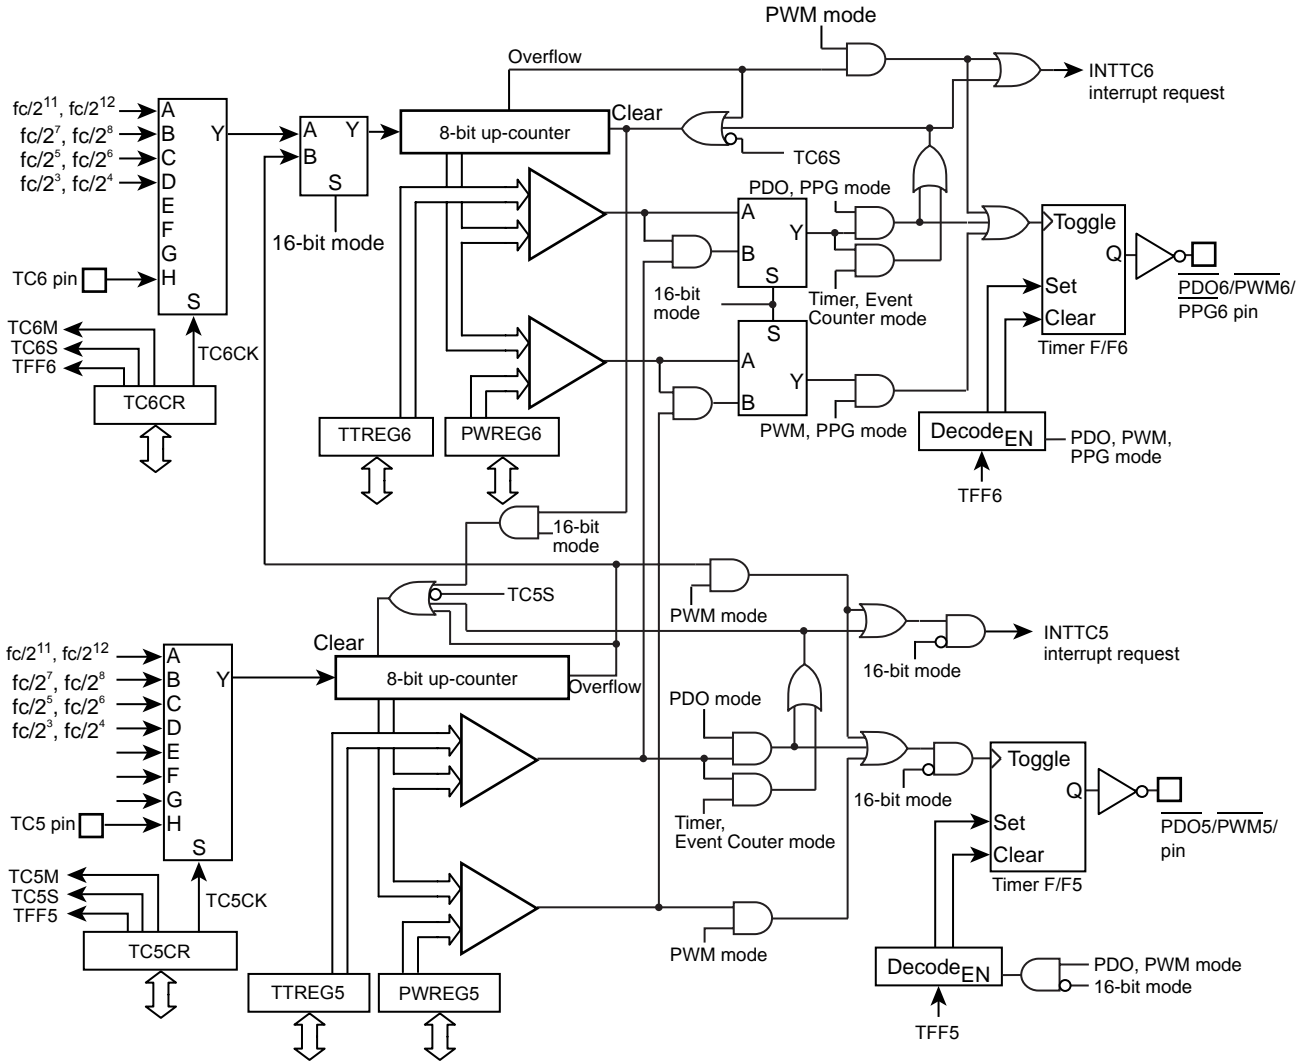 PWM mode
Overflow
INTTC6
interrupt request
fc/2¹¹, fc/2¹²
fc/2⁷, fc/2⁸
fc/2⁵, fc/2⁶
fc/2³, fc/2⁴
A
B
C
D
E
F
G
H
Y
S
TC6 pin
A
B
Y
S
16-bit mode
8-bit up-counter
Clear
TC6S
TC6M
TC6S
TFF6
TC6CK
TC6CR
TTREG6
PWREG6
PDO, PPG mode
A
B
Y
S
16-bit
mode
Timer, Event
Counter mode
S
A
B
Y
PWM, PPG mode
Toggle
Q
Set
Clear
Timer F/F6
PDO6/PWM6/
PPG6 pin
Decode EN
PDO, PWM,
PPG mode
TFF6
16-bit
mode
TC5S
PWM mode
INTTC5
interrupt request
16-bit mode
Clear
8-bit up-counter
Overflow
fc/2¹¹, fc/2¹²
fc/2⁷, fc/2⁸
fc/2⁵, fc/2⁶
fc/2³, fc/2⁴
A
B
C
D
E
F
G
H
Y
S
TC5 pin
TC5M
TC5S
TFF5
TC5CK
TC5CR
TTREG5
PWREG5
PDO mode
Timer,
Event Couter mode
PWM mode
16-bit mode
Toggle
Q
Set
Clear
Timer F/F5
PDO5/PWM5/
pin
Decode EN
PDO, PWM mode
16-bit mode
TFF5